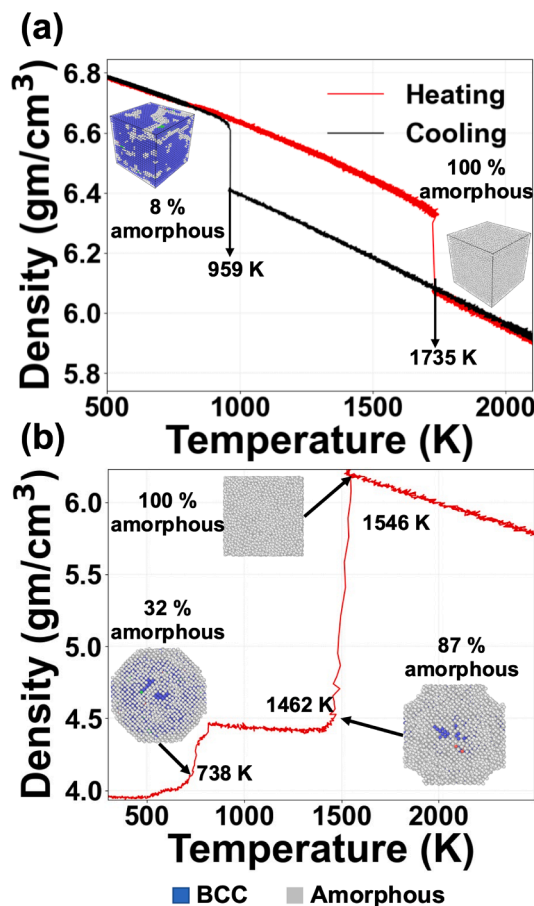 (a)
6.8
6.6
6.4
6.2
6.0
5.8
Density (gm/cm³)
Heating
Cooling
100 %
amorphous
8 %
amorphous
959 K
1735 K
500
1000
1500
2000
Temperature (K)
(b)
6.0
5.5
5.0
4.5
4.0
Density (gm/cm³)
100 %
amorphous
1546 K
32 %
amorphous
87 %
amorphous
1462 K
738 K
500
1000
1500
2000
Temperature (K)
BCC
Amorphous